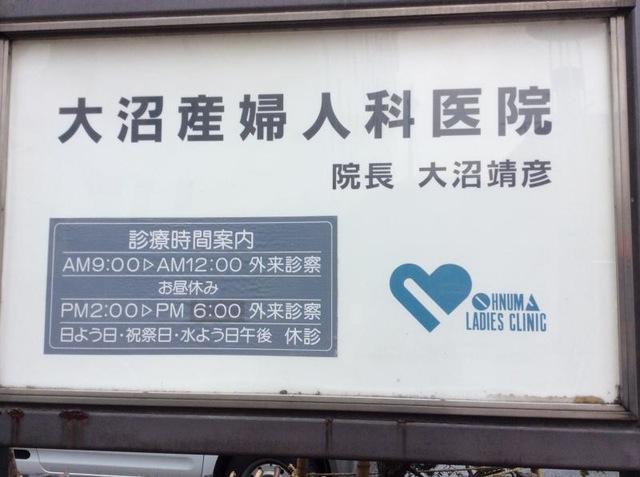 大沼産婦人科医院
院長 大沼靖彦
診療時間案内
AM9:00▷AM12:00 外来診察
お昼休み
PM2:00▷PM 6:00 外来診察
日よう日・祝祭日・水よう日午後 休診
OHNUMA
LADIES CLINIC